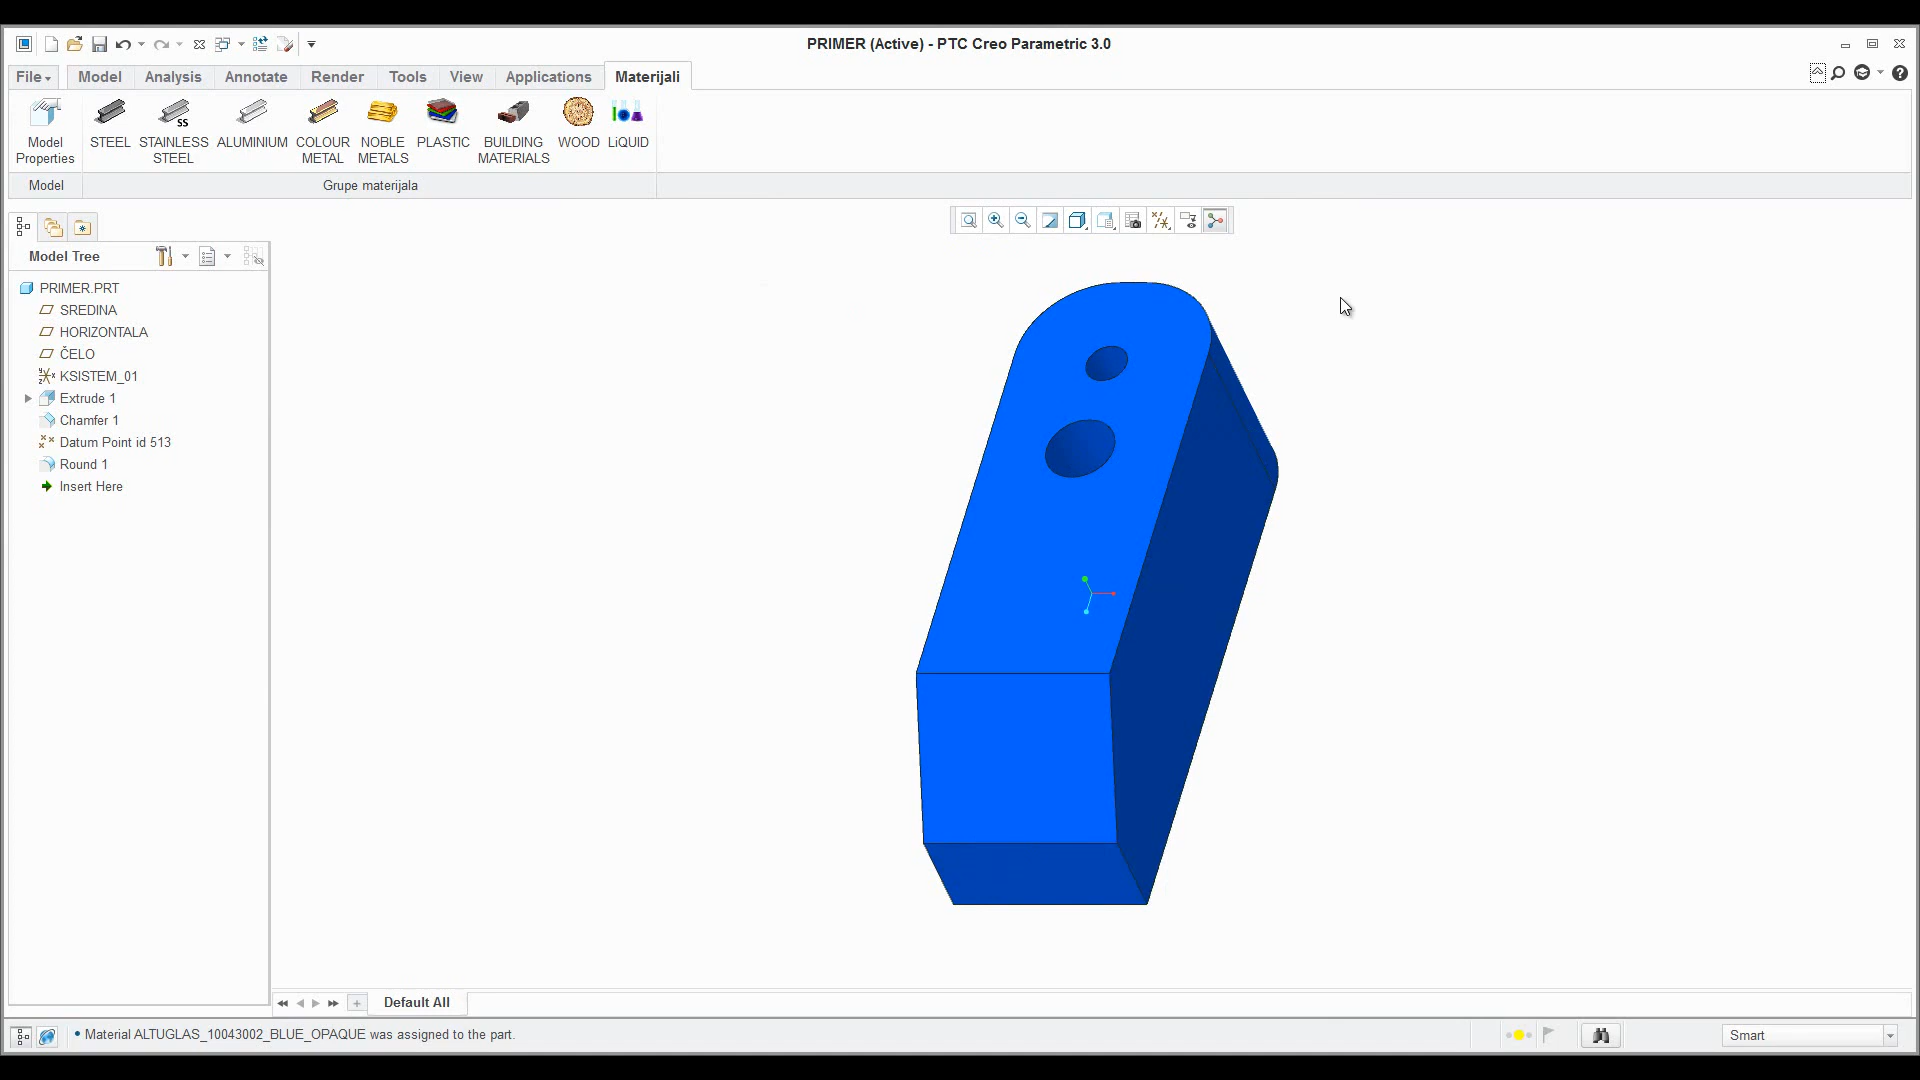 PRIMER (Active) - PTC Creo Parametric 3.0
File Model Analysis Annotate Render Tools View Applications Materijali
Model Properties
STEEL
STAINLESS STEEL
SS
ALUMINIUM
COLOUR METAL
NOBLE METALS
PLASTIC
BUILDING MATERIALS
WOOD
LiQUID
Model
Grupe materijala
Model Tree
PRIMER.PRT
SREDINA
HORIZONTALA
ČELO
KSISTEM_01
Extrude 1
Chamfer 1
Datum Point id 513
Round 1
Insert Here
Default All
Material ALTUGLAS_10043002_BLUE_OPAQUE was assigned to the part.
Smart